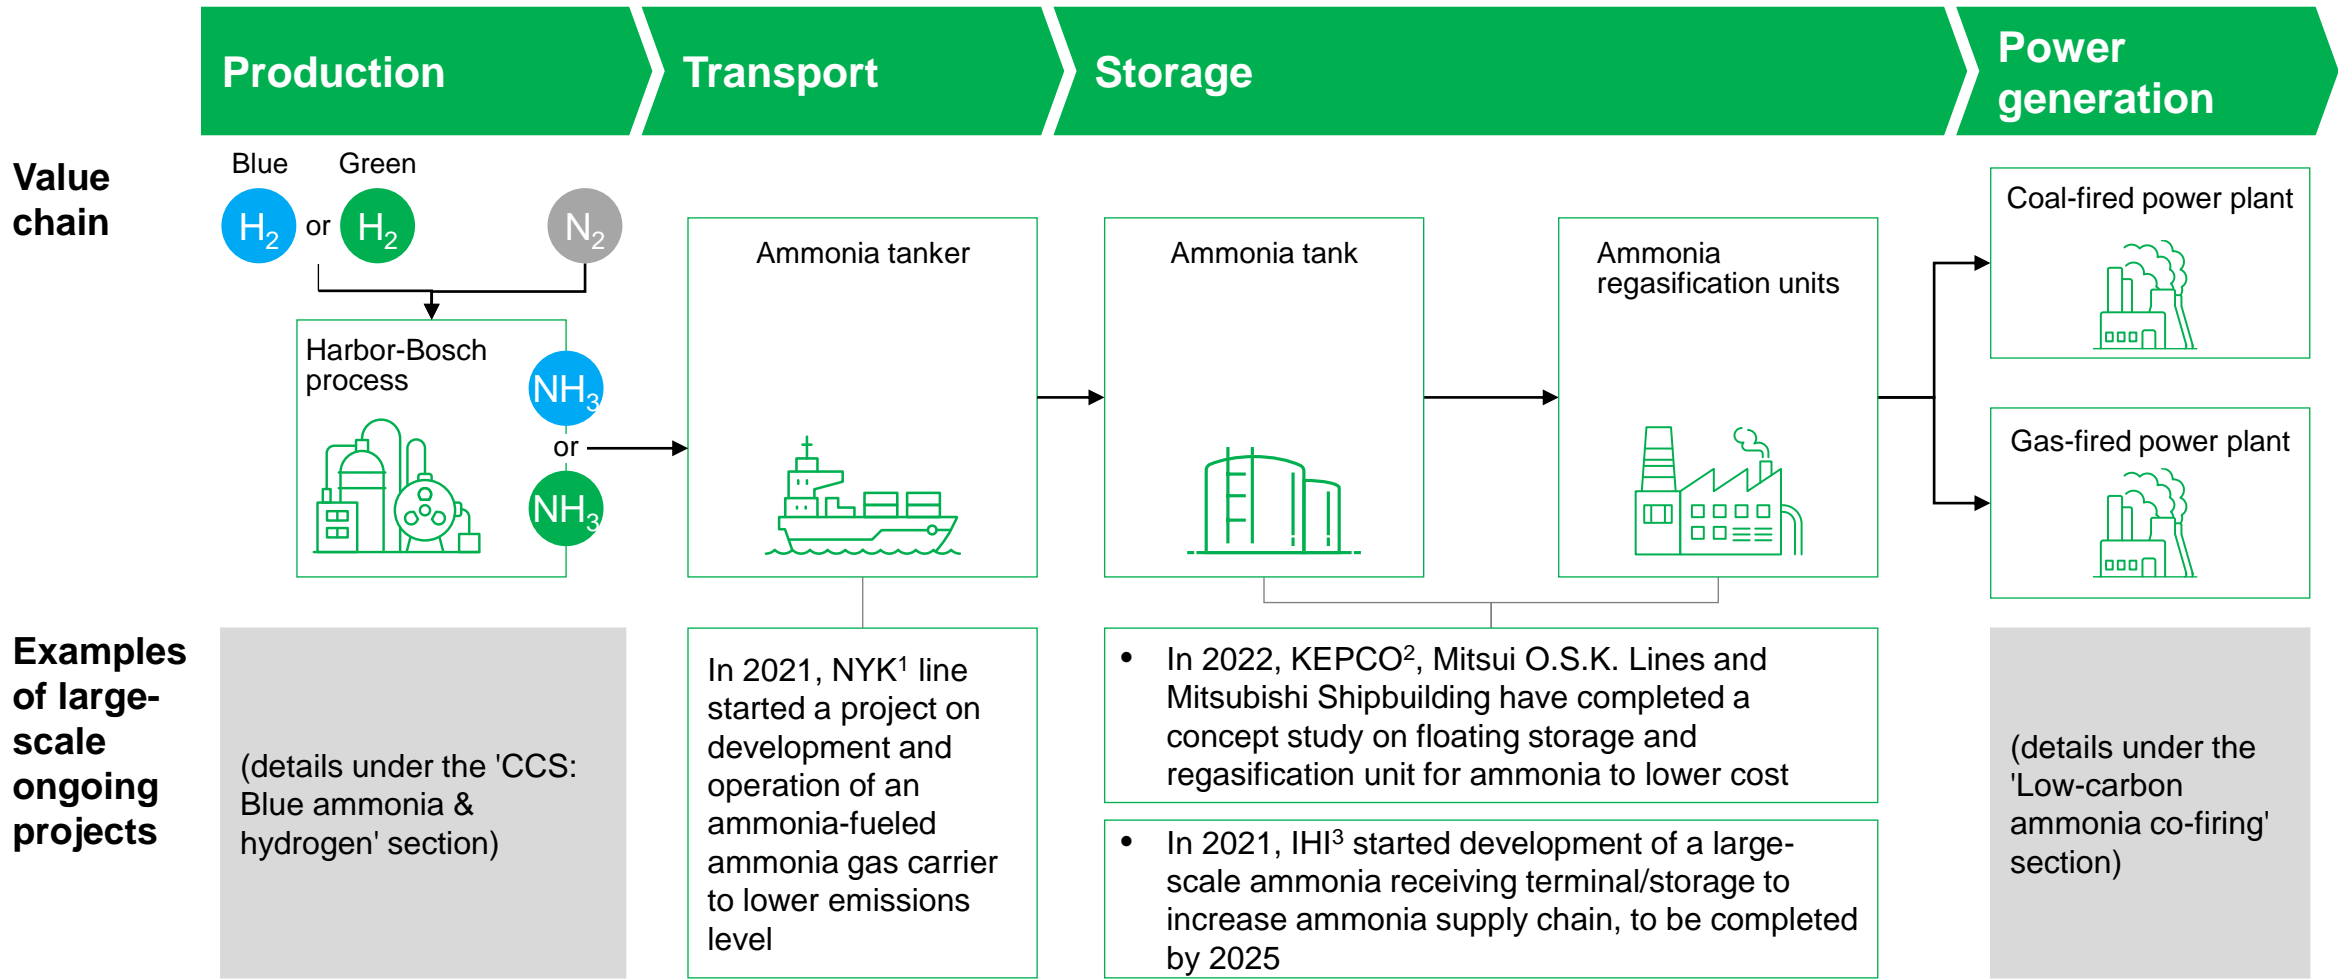 Production
Transport
Storage
Power
generation
Value
chain
Blue
Green
H2
or
H2
N2
Harbor-Bosch
process
NH3
or
NH3
Ammonia tanker
Ammonia tank
Ammonia
regasification units
Coal-fired power plant
Gas-fired power plant
Examples
of large-
scale
ongoing
projects
(details under the 'CCS:
Blue ammonia &
hydrogen' section)
In 2021, NYK1 line
started a project on
development and
operation of an
ammonia-fueled
ammonia gas carrier
to lower emissions
level
• In 2022, KEPCO2, Mitsui O.S.K. Lines and
Mitsubishi Shipbuilding have completed a
concept study on floating storage and
regasification unit for ammonia to lower cost
• In 2021, IHI3 started development of a large-
scale ammonia receiving terminal/storage to
increase ammonia supply chain, to be completed
by 2025
(details under the
'Low-carbon
ammonia co-firing'
section)